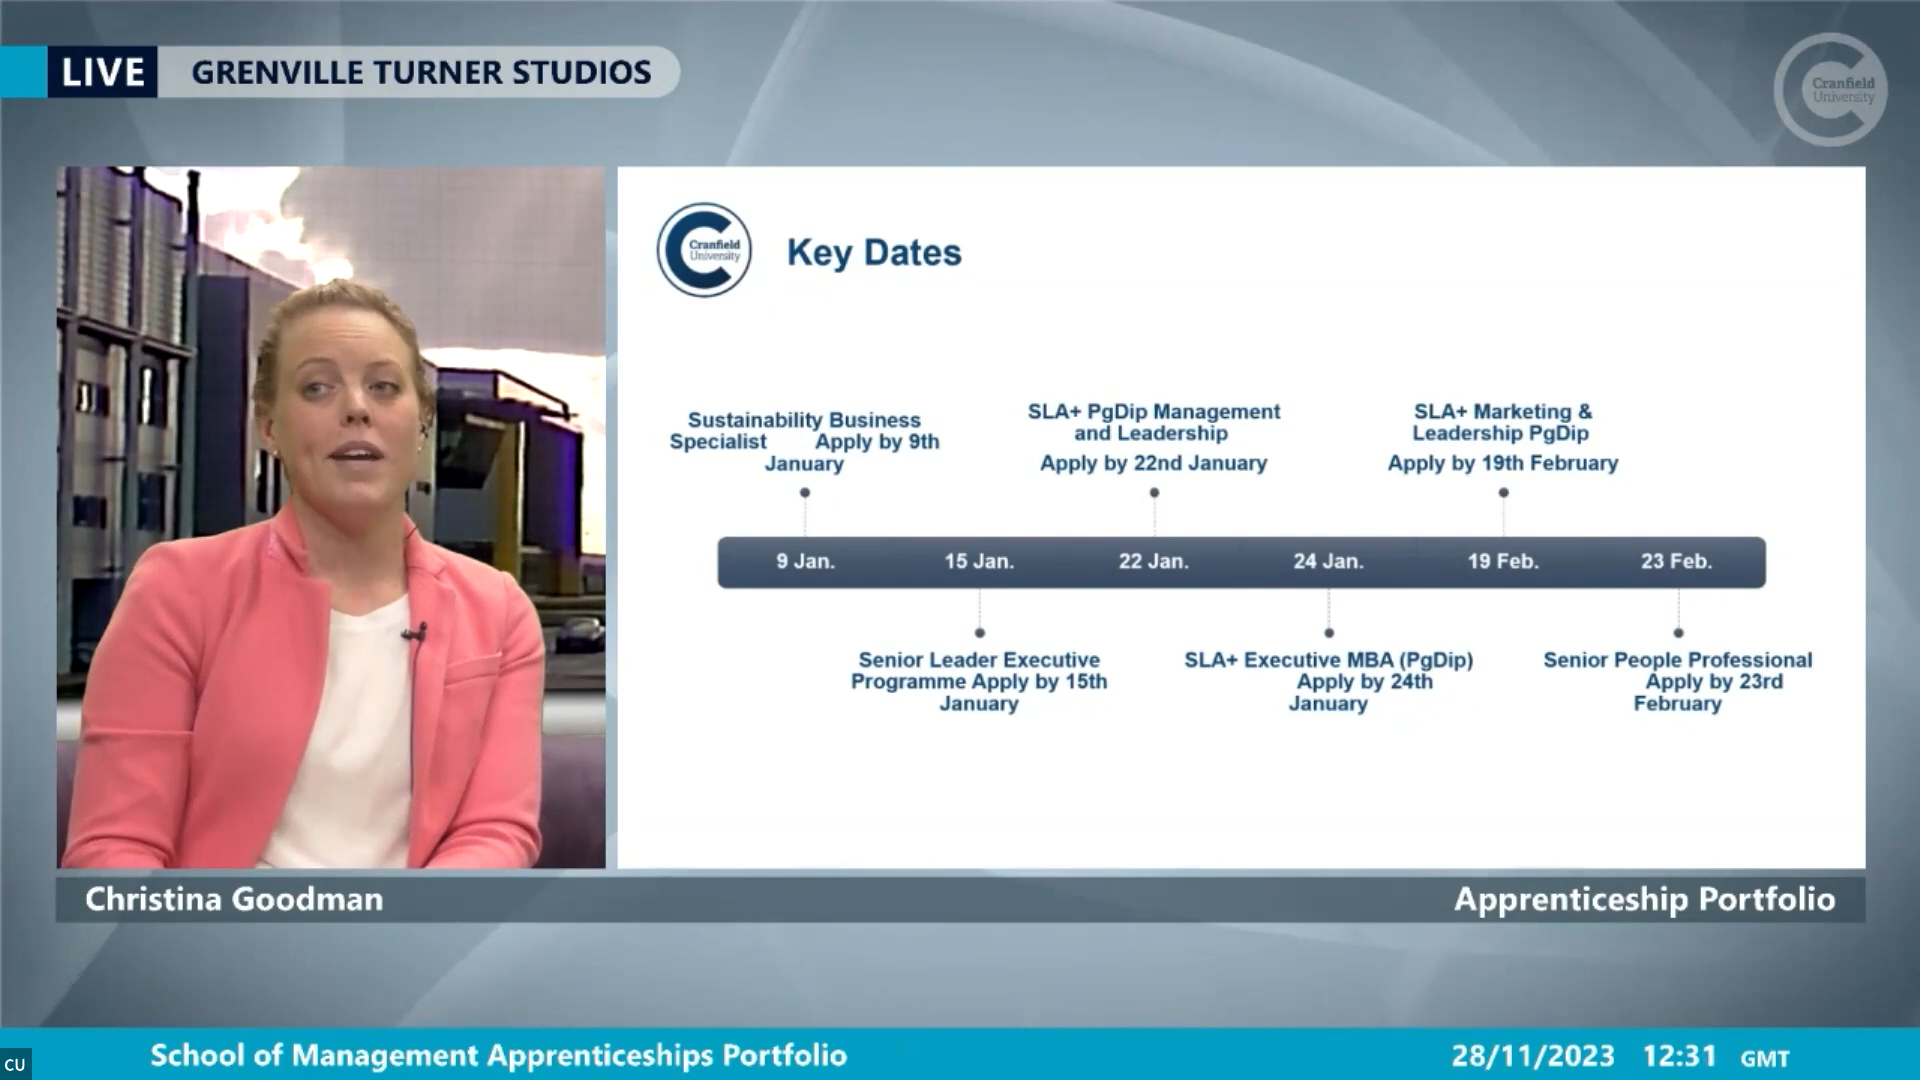 LIVE
GRENVILLE TURNER STUDIOS
Cranfield
University
Cranfield
University
Key Dates
Sustainability Business
Specialist Apply by 9th
January
SLA+ PgDip Management
and Leadership
Apply by 22nd January
SLA+ Marketing &
Leadership PgDip
Apply by 19th February
9 Jan.
15 Jan.
22 Jan.
24 Jan.
19 Feb.
23 Feb.
Senior Leader Executive
Programme Apply by 15th
January
SLA+ Executive MBA (PgDip)
Apply by 24th
January
Senior People Professional
Apply by 23rd
February
Christina Goodman
Apprenticeship Portfolio
CU
School of Management Apprenticeships Portfolio
28/11/2023 12:31 GMT